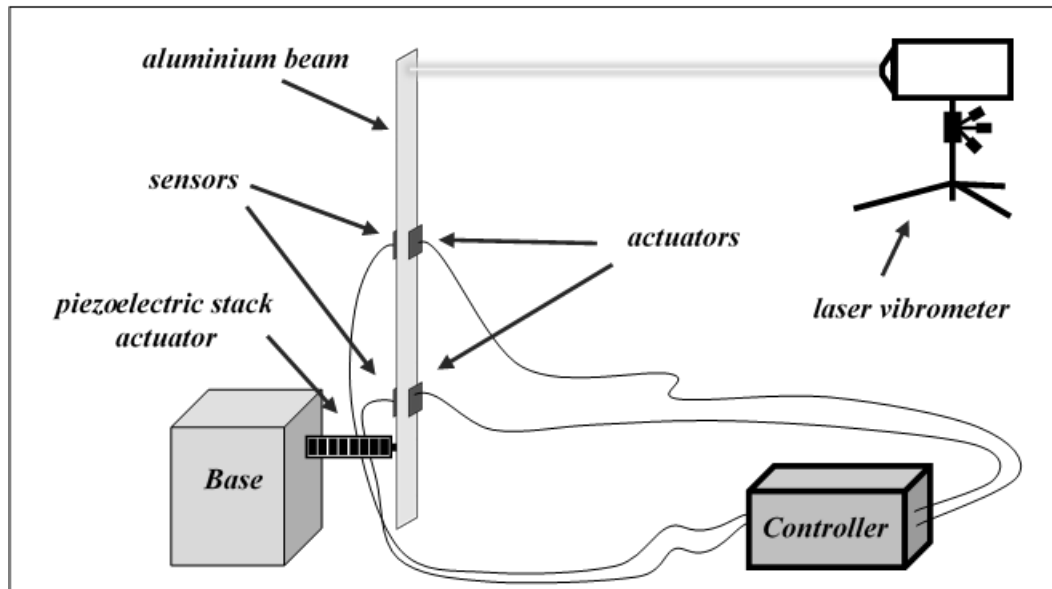 aluminium beam
sensors
actuators
piezoelectric stack
actuator
laser vibrometer
Base
Controller